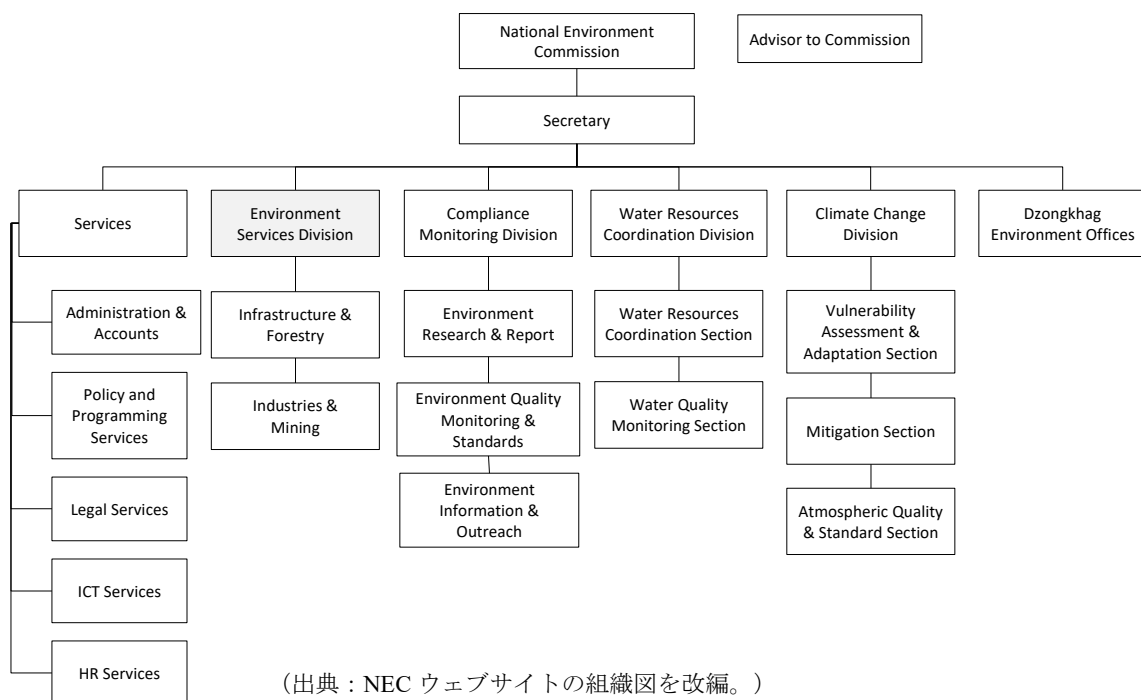 National Environment
Commission
Advisor to Commission
Secretary
Services
Environment
Services Division
Compliance
Monitoring Division
Water Resources
Coordination Division
Climate Change
Division
Dzongkhag
Environment Offices
Administration &
Accounts
Policy and
Programming
Services
Legal Services
ICT Services
HR Services
Infrastructure &
Forestry
Industries &
Mining
Environment
Research & Report
Environment Quality
Monitoring &
Standards
Environment
Information &
Outreach
Water Resources
Coordination Section
Water Quality
Monitoring Section
Vulnerability
Assessment &
Adaptation Section
Mitigation Section
Atmospheric Quality
& Standard Section
（出典：NEC ウェブサイトの組織図を改編。）